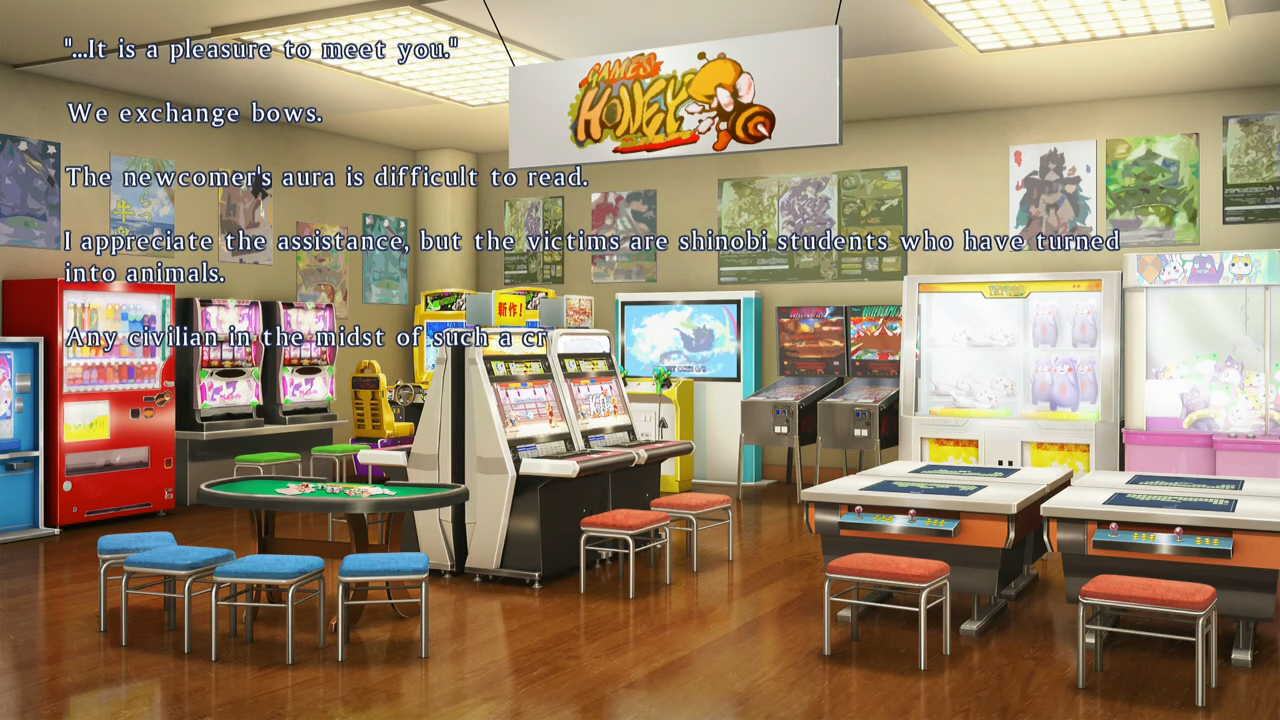 "...It is a pleasure to meet you."
We exchange bows.
The newcomer's aura is difficult to read.
I appreciate the assistance, but the victims are shinobi students who have turned
into animals.
Any civilian in the midst of such a cr
GAMES
HONEY
新作!